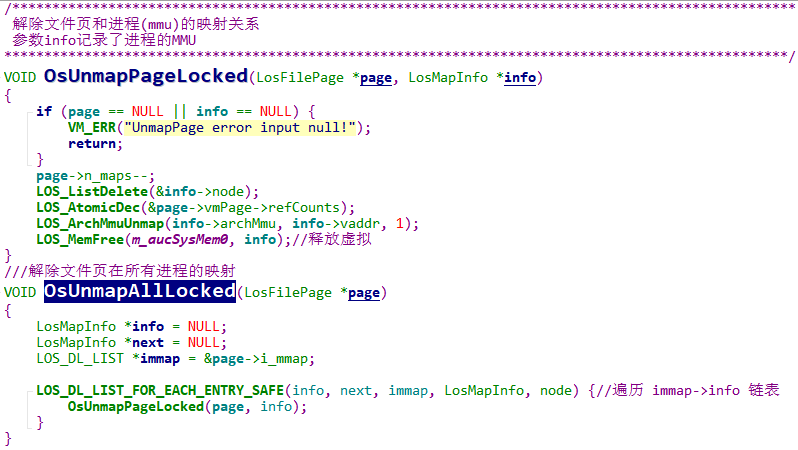 /**************************************************************************************************
解除文件页和进程(mmu)的映射关系
参数info记录了进程的MMU
**************************************************************************************************/
VOID OsUnmapPageLocked(LosFilePage *page, LosMapInfo *info)
{
    if (page == NULL || info == NULL) {
        VM_ERR("UnmapPage error input null!");
        return;
    }
    page->n_maps--;
    LOS_ListDelete(&info->node);
    LOS_AtomicDec(&page->vmPage->refCounts);
    LOS_ArchMmuUnmap(info->archMmu, info->vaddr, 1);
    LOS_MemFree(m_aucSysMem0, info);//释放虚拟
}
///解除文件页在所有进程的映射
VOID OsUnmapAllLocked(LosFilePage *page)
{
    LosMapInfo *info = NULL;
    LosMapInfo *next = NULL;
    LOS_DL_LIST *immap = &page->i_mmap;

    LOS_DL_LIST_FOR_EACH_ENTRY_SAFE(info, next, immap, LosMapInfo, node) {//遍历 immap->info 链表
        OsUnmapPageLocked(page, info);
    }
}